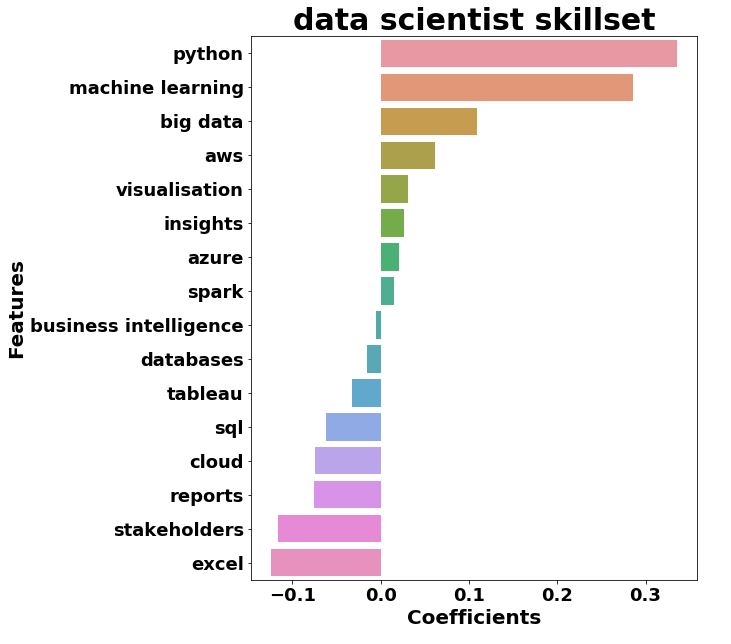 data scientist skillset
python
machine learning
big data
aws
visualisation
insights
azure
spark
business intelligence
databases
tableau
sql
cloud
reports
stakeholders
excel
Features
−0.1 0.0 0.1 0.2 0.3
Coefficients